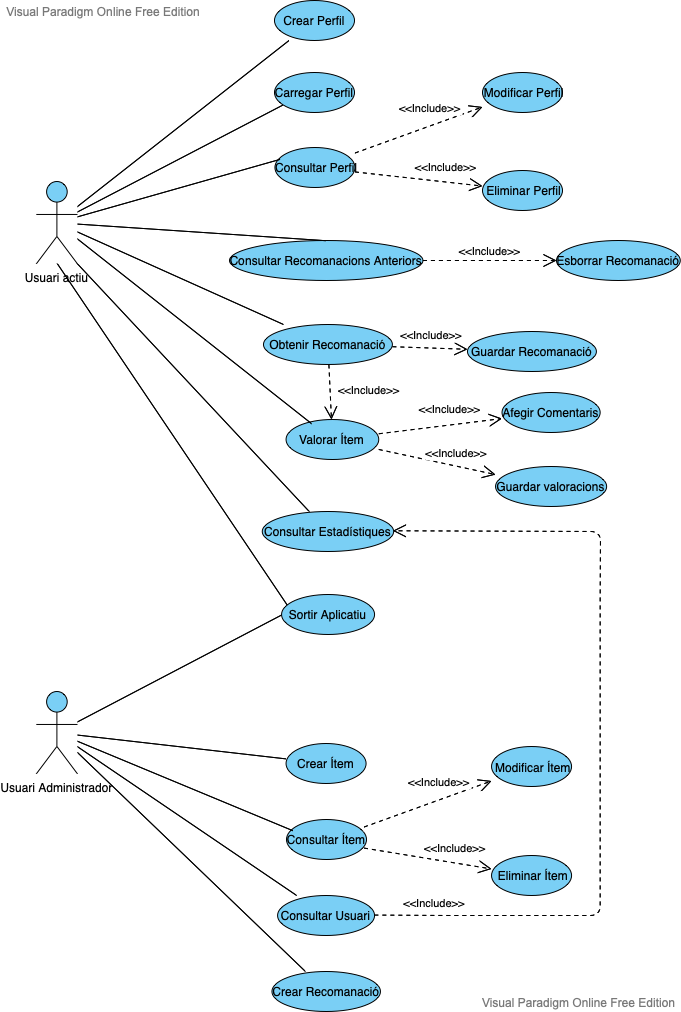 Visual Paradigm Online Free Edition
Crear Perfil
Carregar Perfil
Modificar Perfil
<<Include>>
Consultar Perfil
<<Include>>
Eliminar Perfil
Usuari actiu
Consultar Recomanacions Anteriors
<<Include>>
Esborrar Recomanació
Obtenir Recomanació
<<Include>>
Guardar Recomanació
<<Include>>
Valorar Ítem
<<Include>>
Afegir Comentaris
<<Include>>
Guardar valoracions
Consultar Estadístiques
Sortir Aplicatiu
Usuari Administrador
Crear Ítem
Modificar Ítem
<<Include>>
Consultar Ítem
<<Include>>
Eliminar Ítem
Consultar Usuari
<<Include>>
Crear Recomanació
Visual Paradigm Online Free Edition